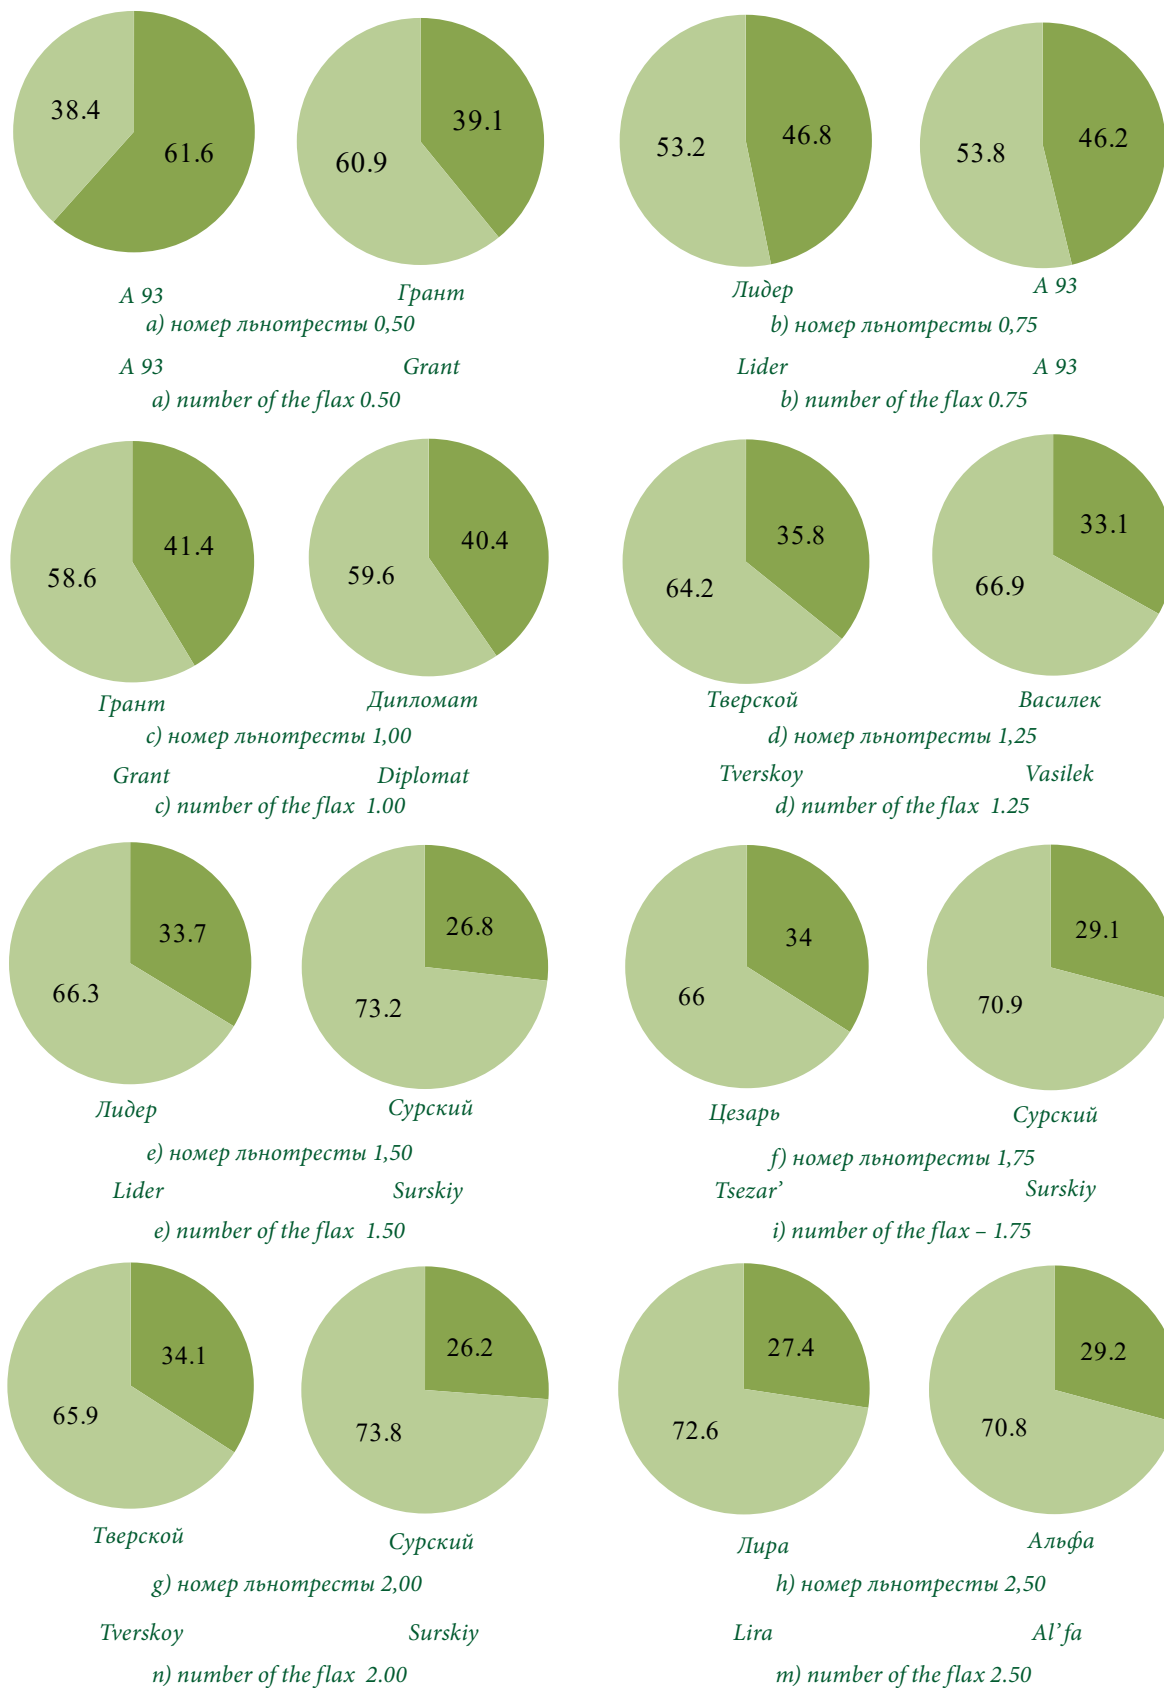 38.4 61.6 60.9 39.1 53.2 46.8 53.8 46.2
А 93 Грант Лидер А 93
a) номер льнотресты 0,50 b) номер льнотресты 0,75
A 93 Grant Lider A 93
a) number of the flax 0.50 b) number of the flax 0.75
58.6 41.4 59.6 40.4 64.2 35.8 66.9 33.1
Грант Дипломат Тверской Василек
c) номер льнотресты 1,00 d) номер льнотресты 1,25
Grant Diplomat Tverskoy Vasilek
c) number of the flax 1.00 d) number of the flax 1.25
66.3 33.7 73.2 26.8 66 34 70.9 29.1
Лидер Сурский Цезарь Сурский
e) номер льнотресты 1,50 f) номер льнотресты 1,75
Lider Surskiy Tsezar’ Surskiy
e) number of the flax 1.50 i) number of the flax – 1.75
65.9 34.1 73.8 26.2 72.6 27.4 70.8 29.2
Тверской Сурский Лира Альфа
g) номер льнотресты 2,00 h) номер льнотресты 2,50
Tverskoy Surskiy Lira Al’fa
n) number of the flax 2.00 m) number of the flax 2.50